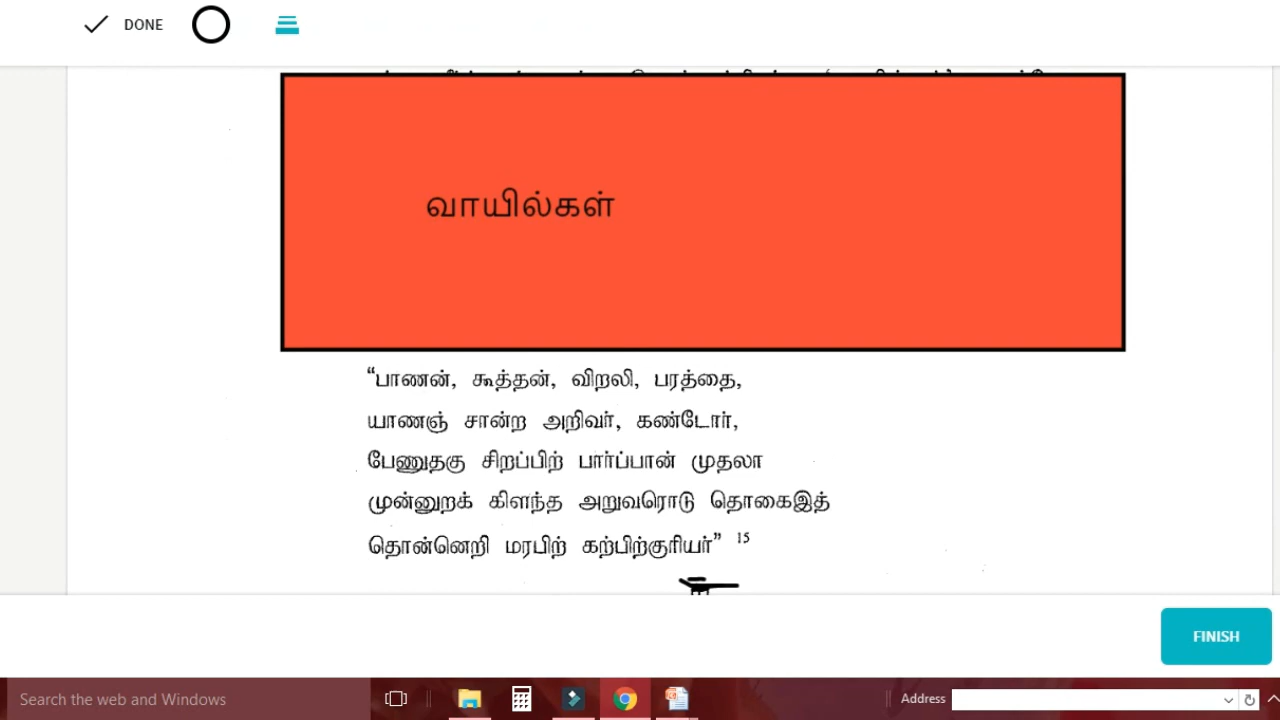 DONE
வாயில்கள்
“பாணன், கூத்தன், விறலி, பரத்தை,
யாணஞ் சான்ற அறிவர், கண்டோர்,
பேணுதகு சிறப்பிற் பார்ப்பான் முதலா
முன்னுறக் கிளந்த அறுவரொடு தொகைஇத்
தொன்னெறி மரபிற் கற்பிற்குரியர்” 15
FINISH
Search the web and Windows
Address